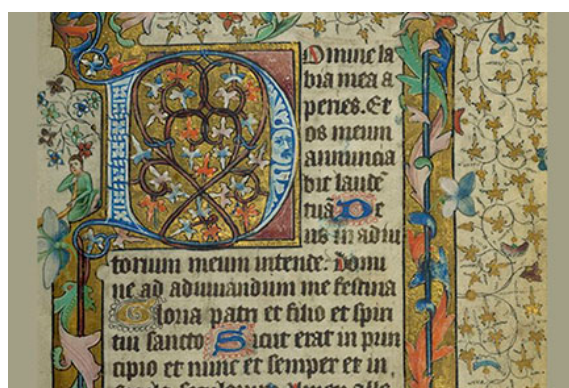 Domine la
bia mea a
peries. Et
os meum
annuncia
bit laudē
tuā De
us in adiu
torium meum intende. Domi
ne ad adiuuandum me festina
Gloria patri et filio et spiri
tui sancto Sicut erat in prin
cipio et nunc et semper et in